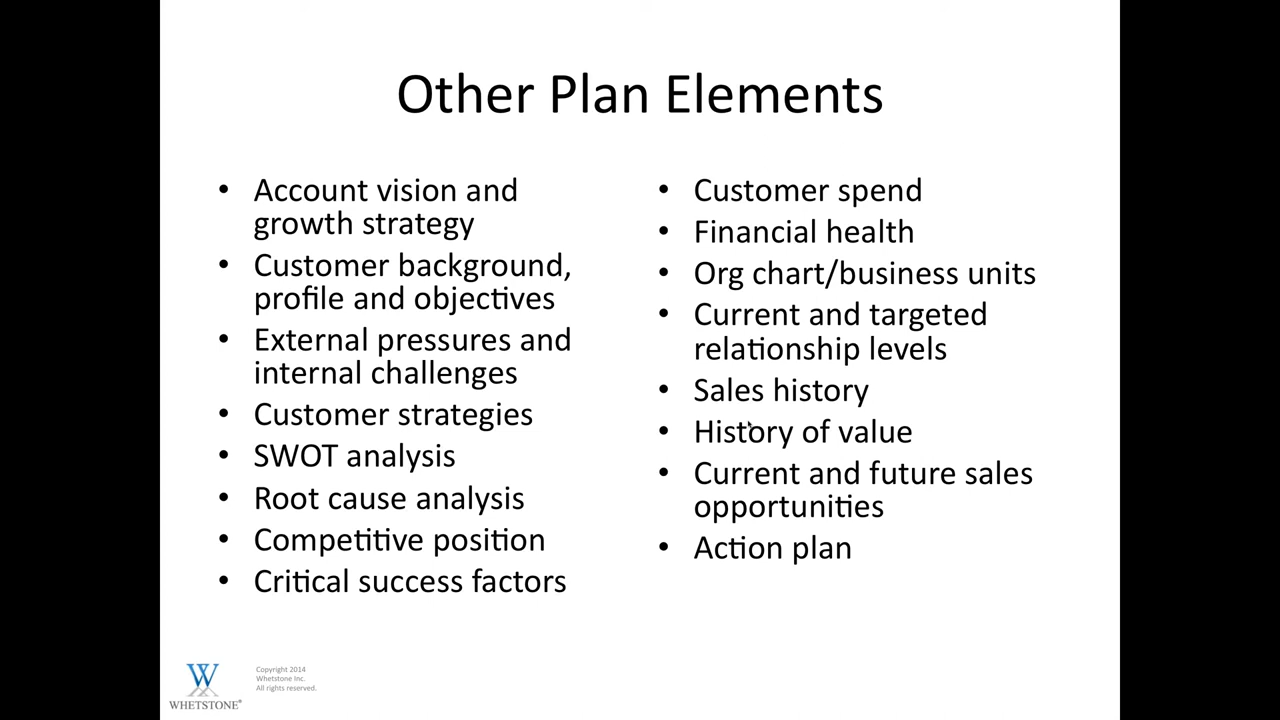 Other Plan Elements
• Account vision and
growth strategy
• Customer background,
profile and objectives
• External pressures and
internal challenges
• Customer strategies
• SWOT analysis
• Root cause analysis
• Competitive position
• Critical success factors
• Customer spend
• Financial health
• Org chart/business units
• Current and targeted
relationship levels
• Sales history
• History of value
• Current and future sales
opportunities
• Action plan
W
WHETSTONE®
Copyright 2014
Whetstone Inc.
All rights reserved.